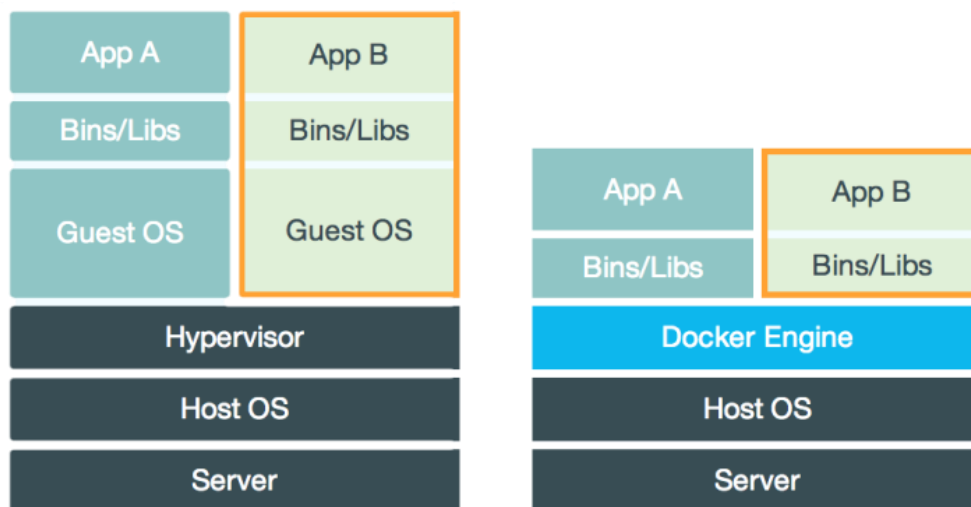 App A
App B
Bins/Libs
Bins/Libs
Guest OS
Guest OS
Hypervisor
Host OS
Server
App A
App B
Bins/Libs
Bins/Libs
Docker Engine
Host OS
Server